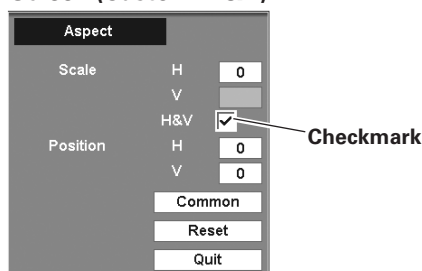 Aspect
Scale H 0
V
H&V
Checkmark
Position H 0
V 0
Common
Reset
Quit